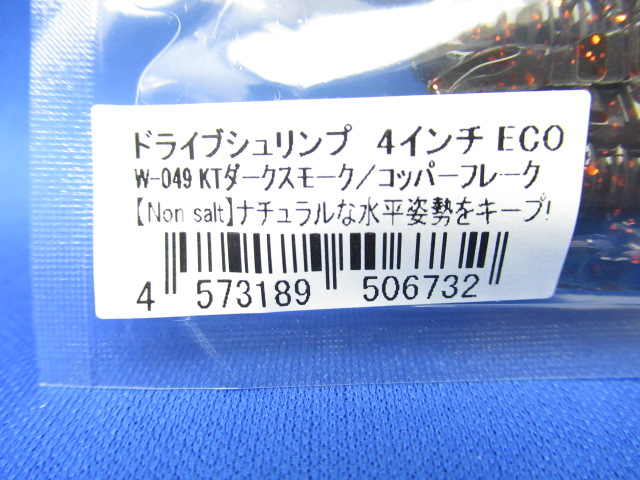 ドライブシュリンプ 4インチ ECO
W-049 KTダークスモーク/コッパーフレーク
【Non salt】ナチュラルな水平姿勢をキープ!
4 573189 506732